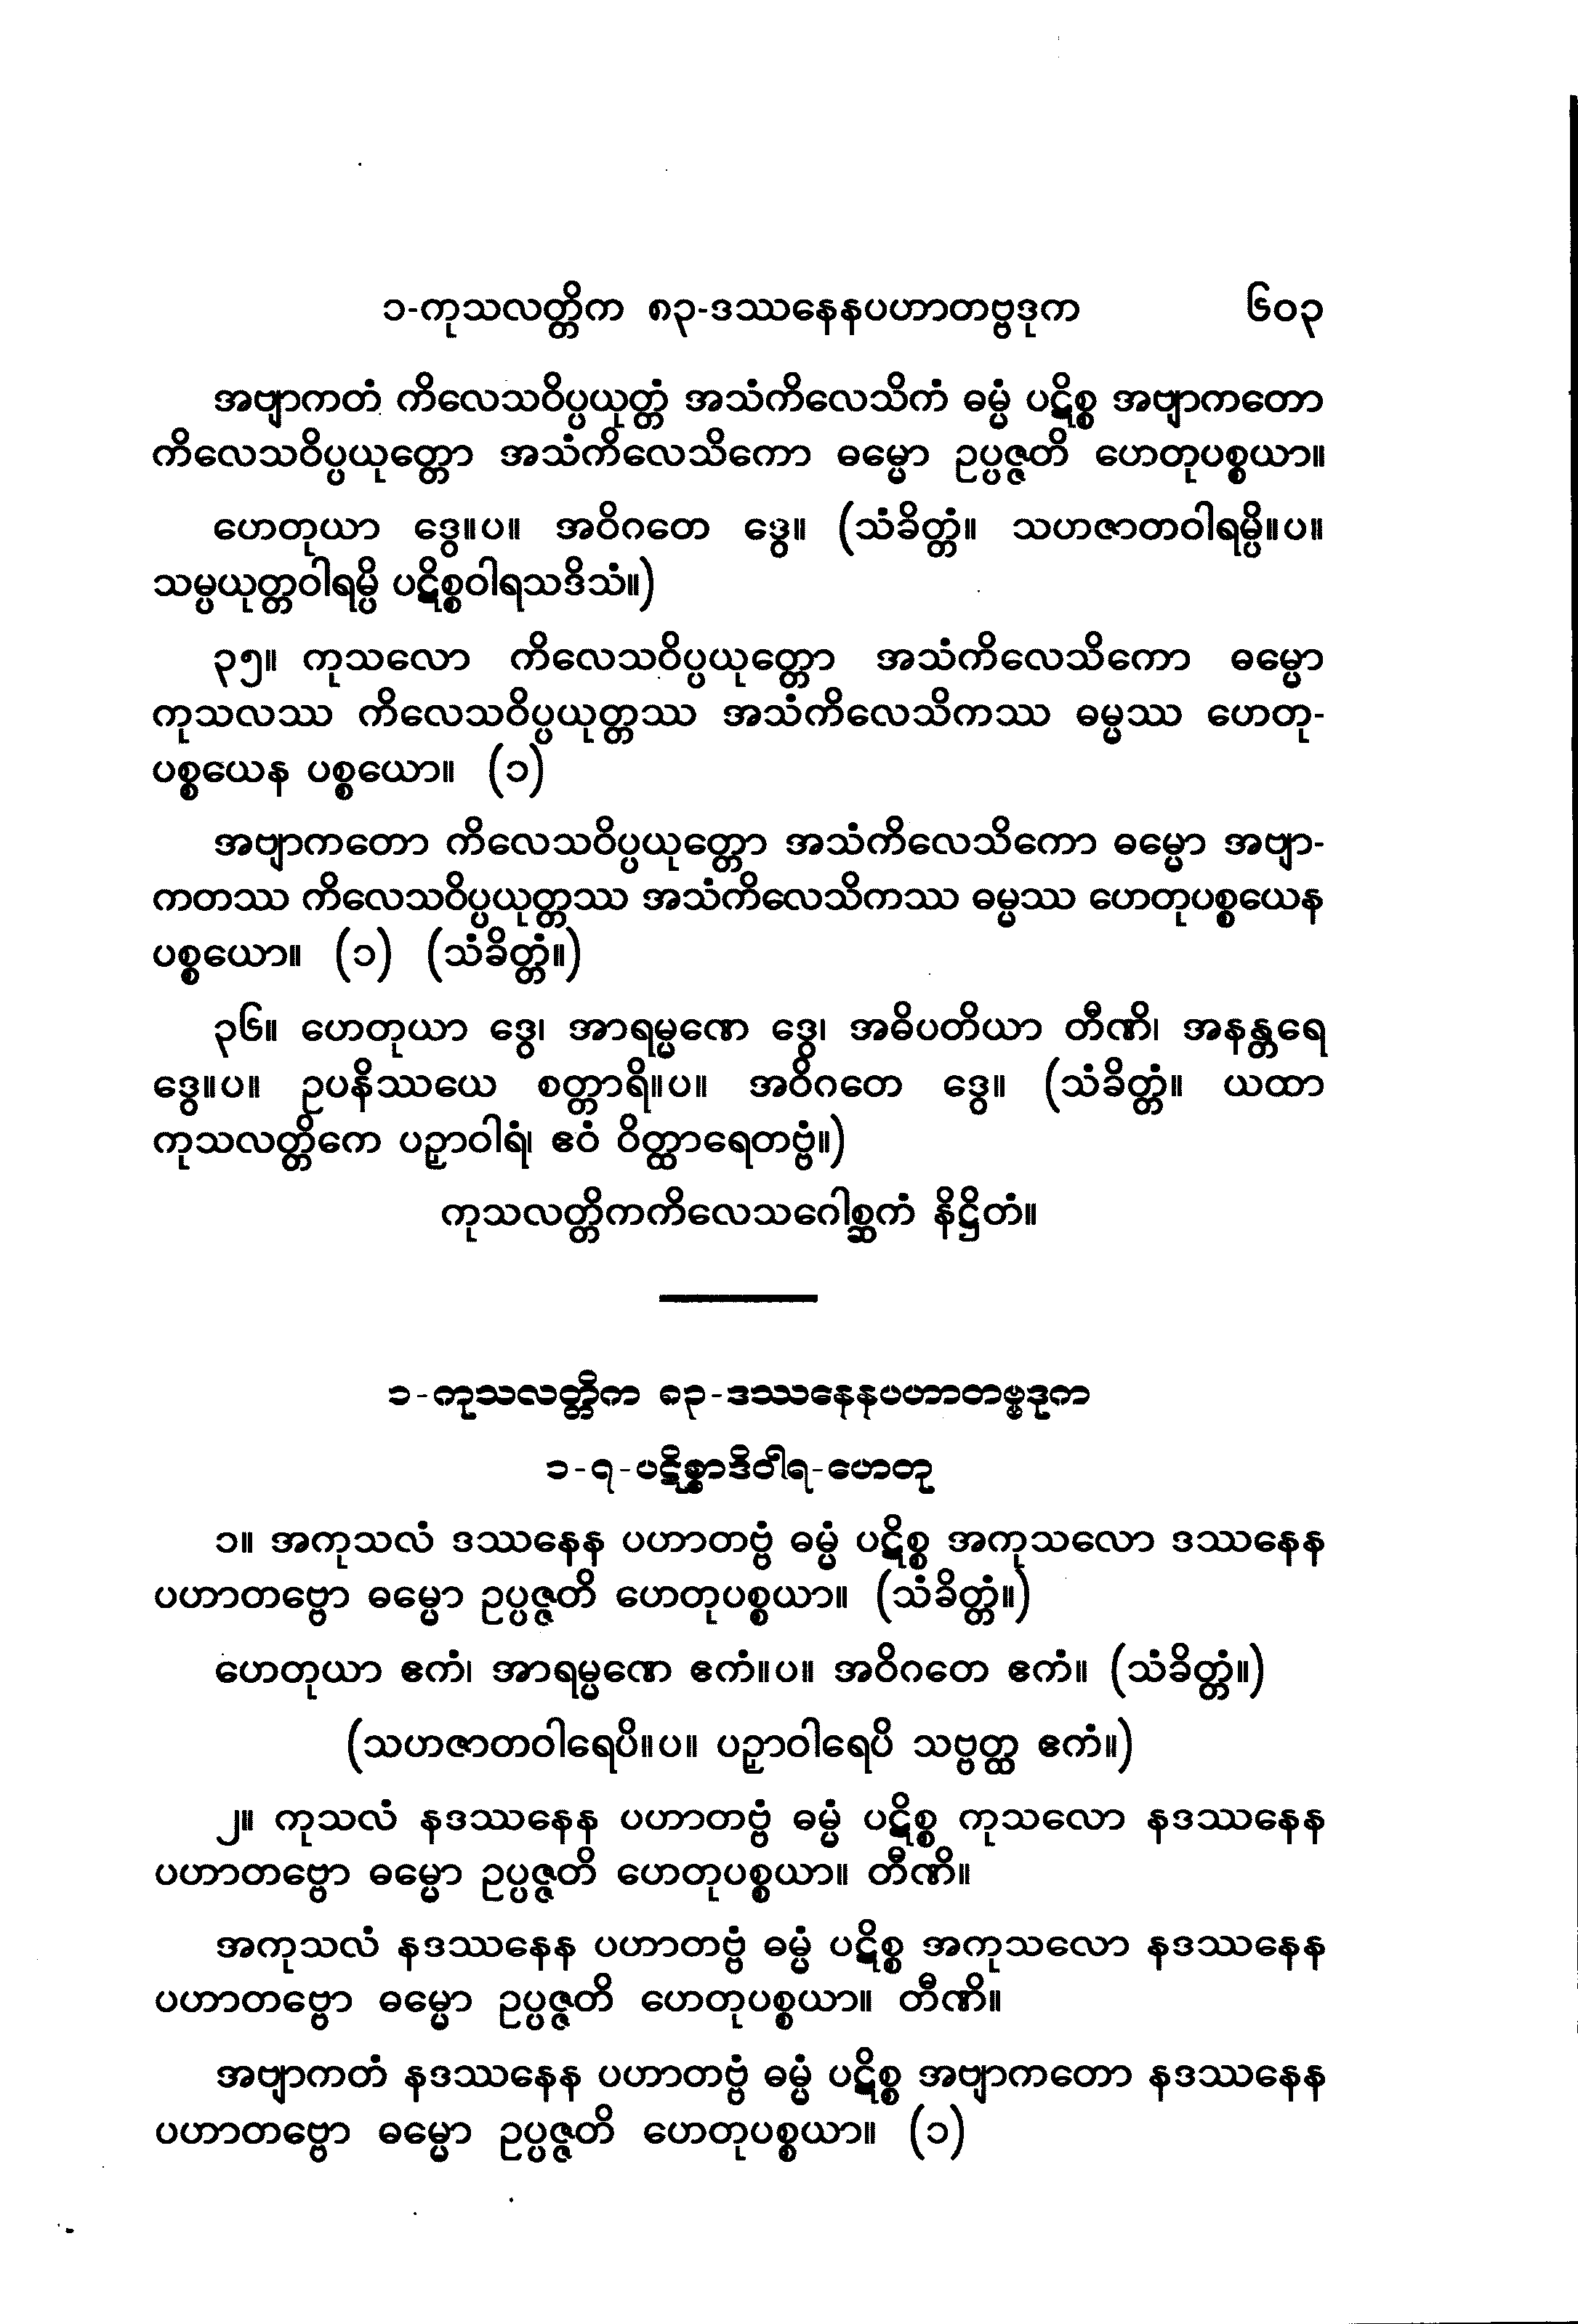 ၁-ကုသလတ္တိက ၈၃-ဒဿနေနပဟာတဗ္ဗဒုက ၆၀၃
အဗျာကတံ ကိလေသဝိပ္ပယုတ္တံ အသံကိလေသိကံ ဓမ္မံ ပဋိစ္စ အဗျာကတော
ကိလေသဝိပ္ပယုတ္တော အသံကိလေသိကော ဓမ္မော ဥပ္ပဇ္ဇတိ ဟေတုပစ္စယာ။
ဟေတုယာ ဒွေ။ပ။ အဝိဂတေ ဒွေ။ (သံခိတ္တံ။ သဟဇာတဝါရမ္ပိ။ပ။
သမ္ပယုတ္တဝါရမ္ပိ ပဋိစ္စဝါရသဒိသံ။)
၃၅။ ကုသလော ကိလေသဝိပ္ပယုတ္တော အသံကိလေသိကော ဓမ္မော
ကုသလဿ ကိလေသဝိပ္ပယုတ္တဿ အသံကိလေသိကဿ ဓမ္မဿ ဟေတု-
ပစ္စယေန ပစ္စယော။ (၁)
အဗျာကတော ကိလေသဝိပ္ပယုတ္တော အသံကိလေသိကော ဓမ္မော အဗျာ-
ကတဿ ကိလေသဝိပ္ပယုတ္တဿ အသံကိလေသိကဿ ဓမ္မဿ ဟေတုပစ္စယေန
ပစ္စယော။ (၁) (သံခိတ္တံ။)
၃၆။ ဟေတုယာ ဒွေ၊ အာရမ္မဏေ ဒွေ၊ အဓိပတိယာ တီဏိ၊ အနန္တရေ
ဒွေ။ပ။ ဥပနိဿယေ စတ္တာရိ။ပ။ အဝိဂတေ ဒွေ။ (သံခိတ္တံ။ ယထာ
ကုသလတ္တိကေ ပဉှာဝါရံ၊ ဧဝံ ဝိတ္ထာရေတဗ္ဗံ။)
ကုသလတ္တိကကိလေသဂေါစ္ဆကံ နိဋ္ဌိတံ။
၁-ကုသလတ္တိက ၈၃-ဒဿနေနပဟာတဗ္ဗဒုက
၁-၇-ပဋိစ္စာဒိဝါရ-ဟေတု
၁။ အကုသလံ ဒဿနေန ပဟာတဗ္ဗံ ဓမ္မံ ပဋိစ္စ အကုသလော ဒဿနေန
ပဟာတဗ္ဗော ဓမ္မော ဥပ္ပဇ္ဇတိ ဟေတုပစ္စယာ။ (သံခိတ္တံ။)
ဟေတုယာ ဧကံ၊ အာရမ္မဏေ ဧကံ။ပ။ အဝိဂတေ ဧကံ။ (သံခိတ္တံ။)
(သဟဇာတဝါရေပိ။ပ။ ပဉှာဝါရေပိ သဗ္ဗတ္ထ ဧကံ။)
၂။ ကုသလံ နဒဿနေန ပဟာတဗ္ဗံ ဓမ္မံ ပဋိစ္စ ကုသလော နဒဿနေန
ပဟာတဗ္ဗော ဓမ္မော ဥပ္ပဇ္ဇတိ ဟေတုပစ္စယာ။ တီဏိ။
အကုသလံ နဒဿနေန ပဟာတဗ္ဗံ ဓမ္မံ ပဋိစ္စ အကုသလော နဒဿနေန
ပဟာတဗ္ဗော ဓမ္မော ဥပ္ပဇ္ဇတိ ဟေတုပစ္စယာ။ တီဏိ။
အဗျာကတံ နဒဿနေန ပဟာတဗ္ဗံ ဓမ္မံ ပဋိစ္စ အဗျာကတော နဒဿနေန
ပဟာတဗ္ဗော ဓမ္မော ဥပ္ပဇ္ဇတိ ဟေတုပစ္စယာ။ (၁)